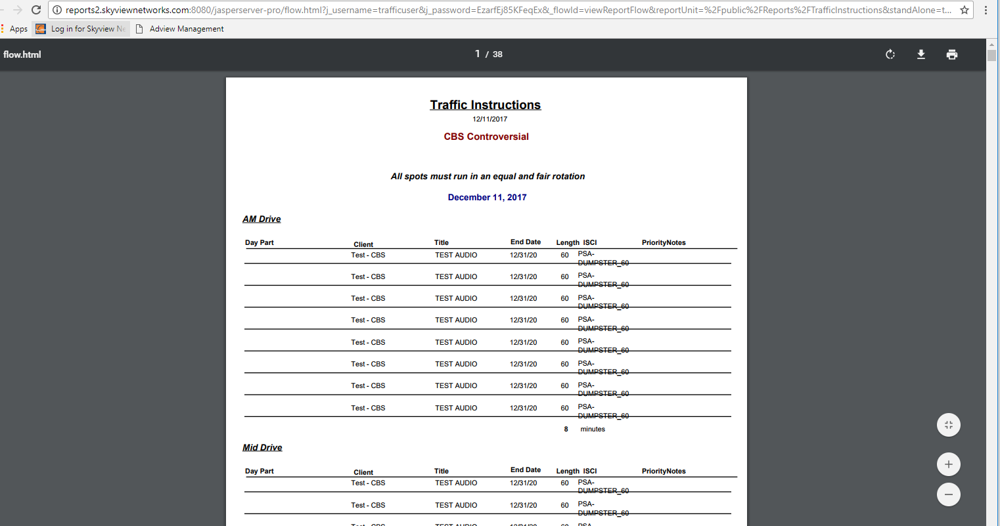 reports2.skyviewnetworks.com:8080/jasperserver-pro/flow.html?j_username=trafficuser&j_password=EzarfEj85KFeqEx&_flowId=viewReportFlow&reportUnit=%2Fpublic%2FReports%2FTrafficInstructions&standAlone=t...
Apps Log in for Skyview Ne Adview Management
flow.html 1 / 38
Traffic Instructions
12/11/2017
CBS Controversial
All spots must run in an equal and fair rotation
December 11, 2017
AM Drive
Day Part Client Title End Date Length ISCI PriorityNotes
Test - CBS TEST AUDIO 12/31/20 60 PSA-
DUMPSTER_60
Test - CBS TEST AUDIO 12/31/20 60 PSA-
DUMPSTER_60
Test - CBS TEST AUDIO 12/31/20 60 PSA-
DUMPSTER_60
Test - CBS TEST AUDIO 12/31/20 60 PSA-
DUMPSTER_60
Test - CBS TEST AUDIO 12/31/20 60 PSA-
DUMPSTER_60
Test - CBS TEST AUDIO 12/31/20 60 PSA-
DUMPSTER_60
Test - CBS TEST AUDIO 12/31/20 60 PSA-
DUMPSTER_60
Test - CBS TEST AUDIO 12/31/20 60 PSA-
DUMPSTER_60
8 minutes
Mid Drive
Day Part Client Title End Date Length ISCI PriorityNotes
Test - CBS TEST AUDIO 12/31/20 60 PSA-
DUMPSTER_60
Test - CBS TEST AUDIO 12/31/20 60 PSA-
DUMPSTER_60